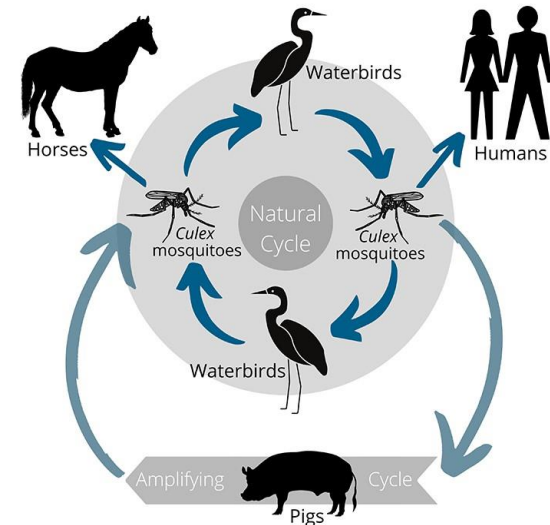 Waterbirds
Horses
Humans
Natural
Cycle
Culex
mosquitoes
Culex
mosquitoes
Waterbirds
Amplifying
Cycle
Pigs